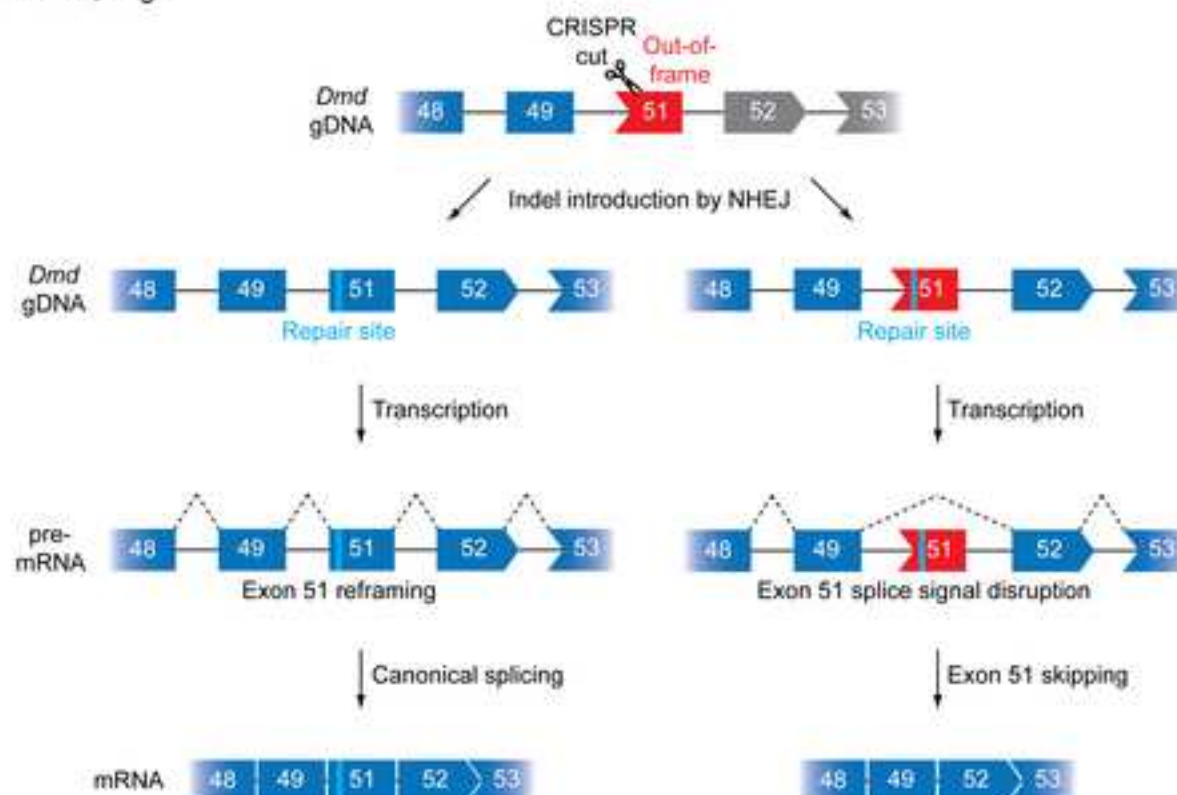 CRISPR
cut
Out-of-
frame
Dmd
gDNA
48 49 51 52 53
Indel introduction by NHEJ
Dmd
gDNA
48 49 51 52 53
48 49 51 52 53
Repair site
Repair site
Transcription
Transcription
pre-
mRNA
48 49 51 52 53
48 49 51 52 53
Exon 51 reframing
Exon 51 splice signal disruption
Canonical splicing
Exon 51 skipping
mRNA
48 49 51 52 53
48 49 52 53